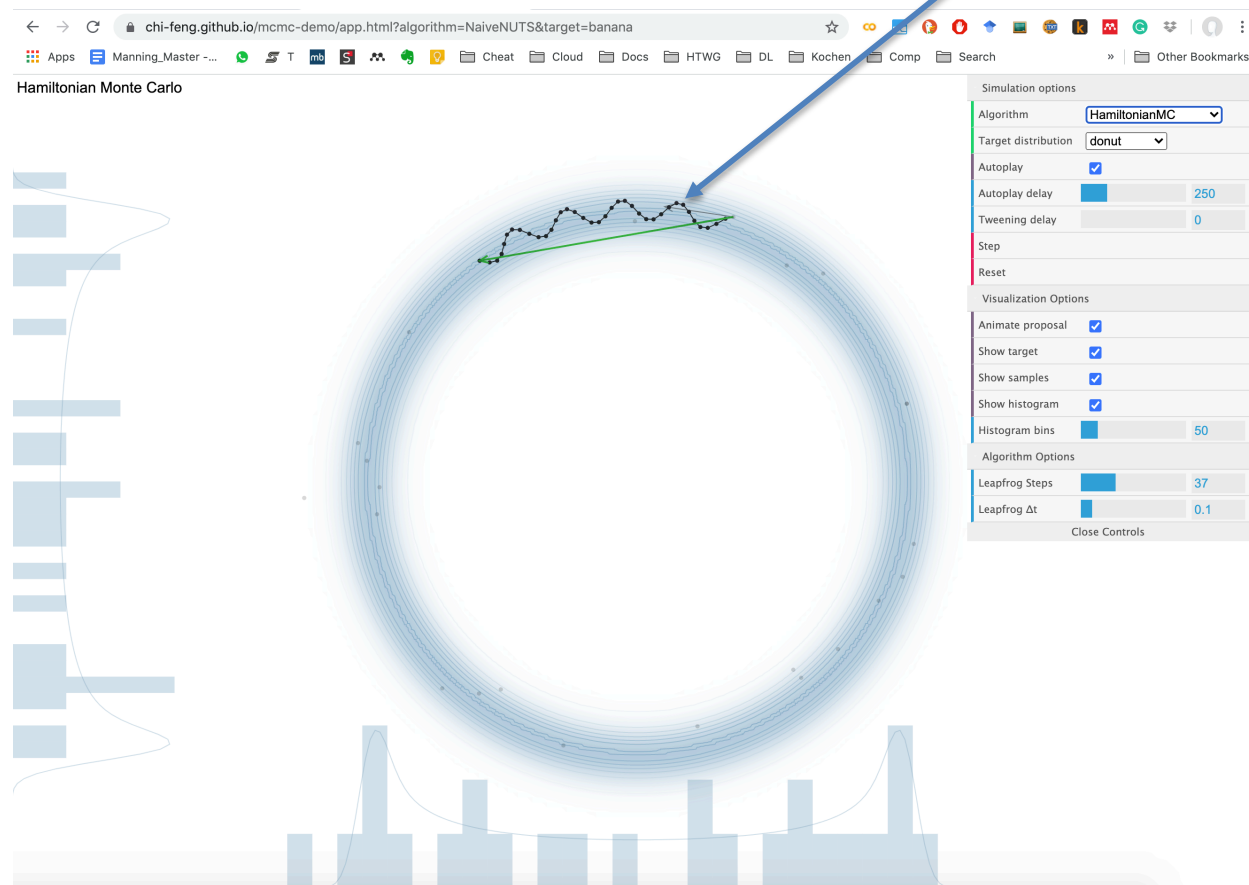 chi-feng.github.io/mcmc-demo/app.html?algorithm=NaiveNUTS&target=banana
Apps Manning_Master -... T mb S Cheat Cloud Docs HTWG DL Kochen Comp Search » Other Bookmarks
Hamiltonian Monte Carlo
Simulation options
Algorithm HamiltonianMC
Target distribution donut
Autoplay
Autoplay delay 250
Tweening delay 0
Step
Reset
Visualization Options
Animate proposal
Show target
Show samples
Show histogram
Histogram bins 50
Algorithm Options
Leapfrog Steps 37
Leapfrog Δt 0.1
Close Controls